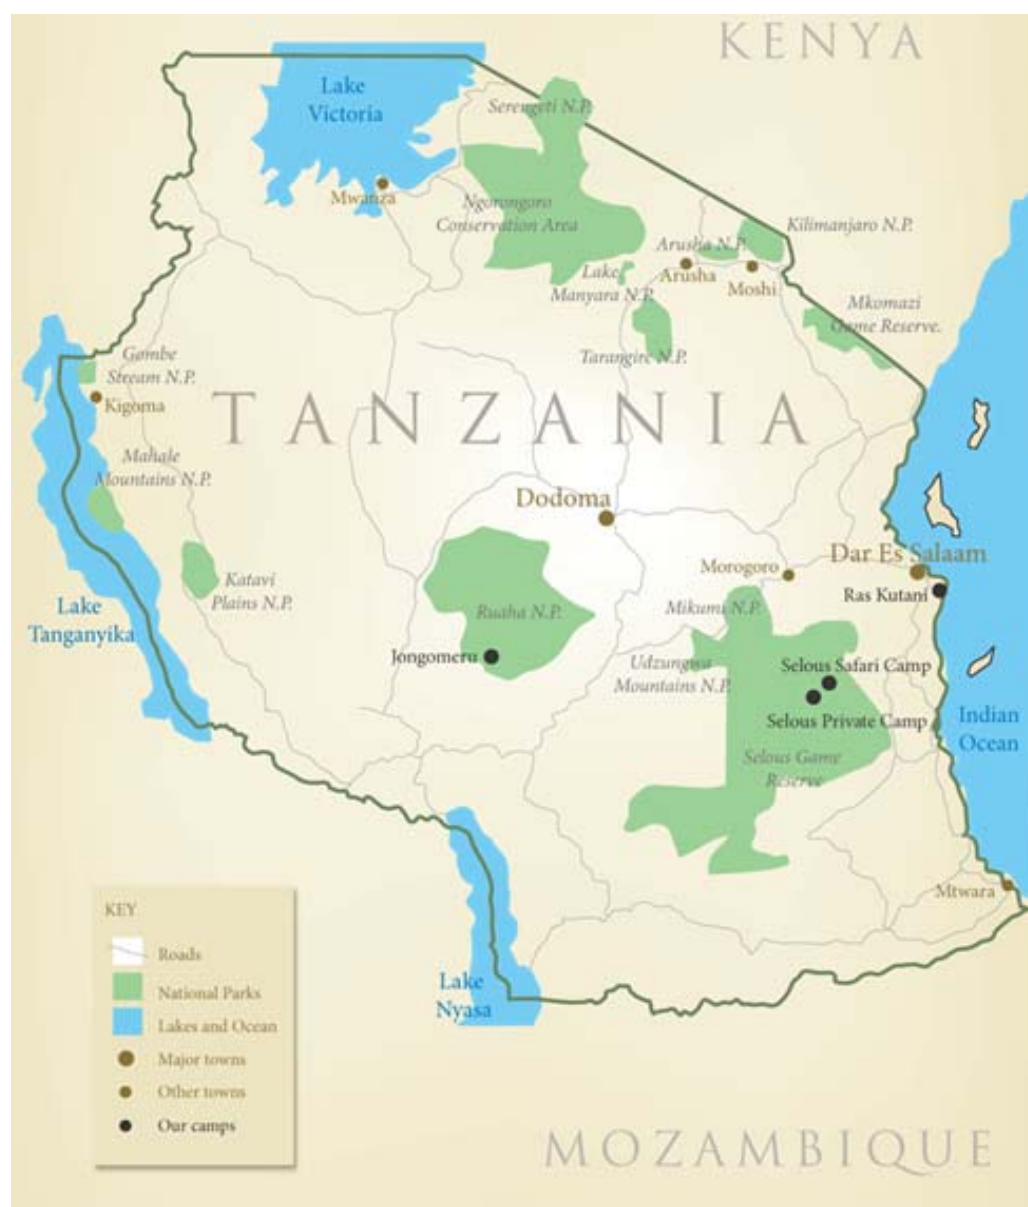 KENYA
Lake
Victoria
Serengeti N.P.
Mwanza
Ngorongoro
Conservation Area
Kilimanjaro N.P.
Arusha N.P.
Lake
Manyara N.P.
Arusha
Moshi
Mkomazi
Game Reserve.
Tarangire N.P.
Gombe
Stream N.P.
Kigoma
TANZANIA
Mahale
Mountains N.P.
Dodoma
Dar Es Salaam
Morogoro
Ras Kutani
Katavi
Plains N.P.
Ruaha N.P.
Mikumi N.P.
Lake
Tanganyika
Jongomeru
Udzungwa
Mountains N.P.
Selous Safari Camp
Selous Private Camp
Indian
Ocean
Selous Game
Reserve
Mtwara
KEY
Roads
National Parks
Lakes and Ocean
Major towns
Other towns
Our camps
Lake
Nyasa
MOZAMBIQUE